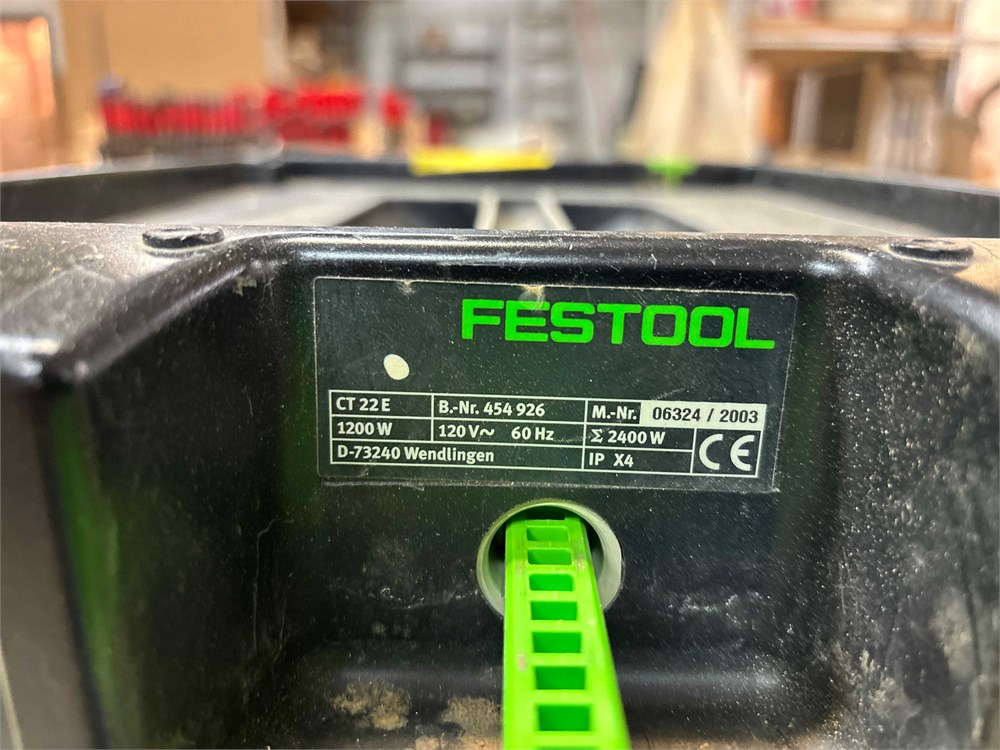 FESTOOL
CT 22 E B.-Nr. 454 926 M.-Nr. 06324 / 2003
1200 W 120 V~ 60 Hz Σ 2400 W
D-73240 Wendlingen IP X4 CE